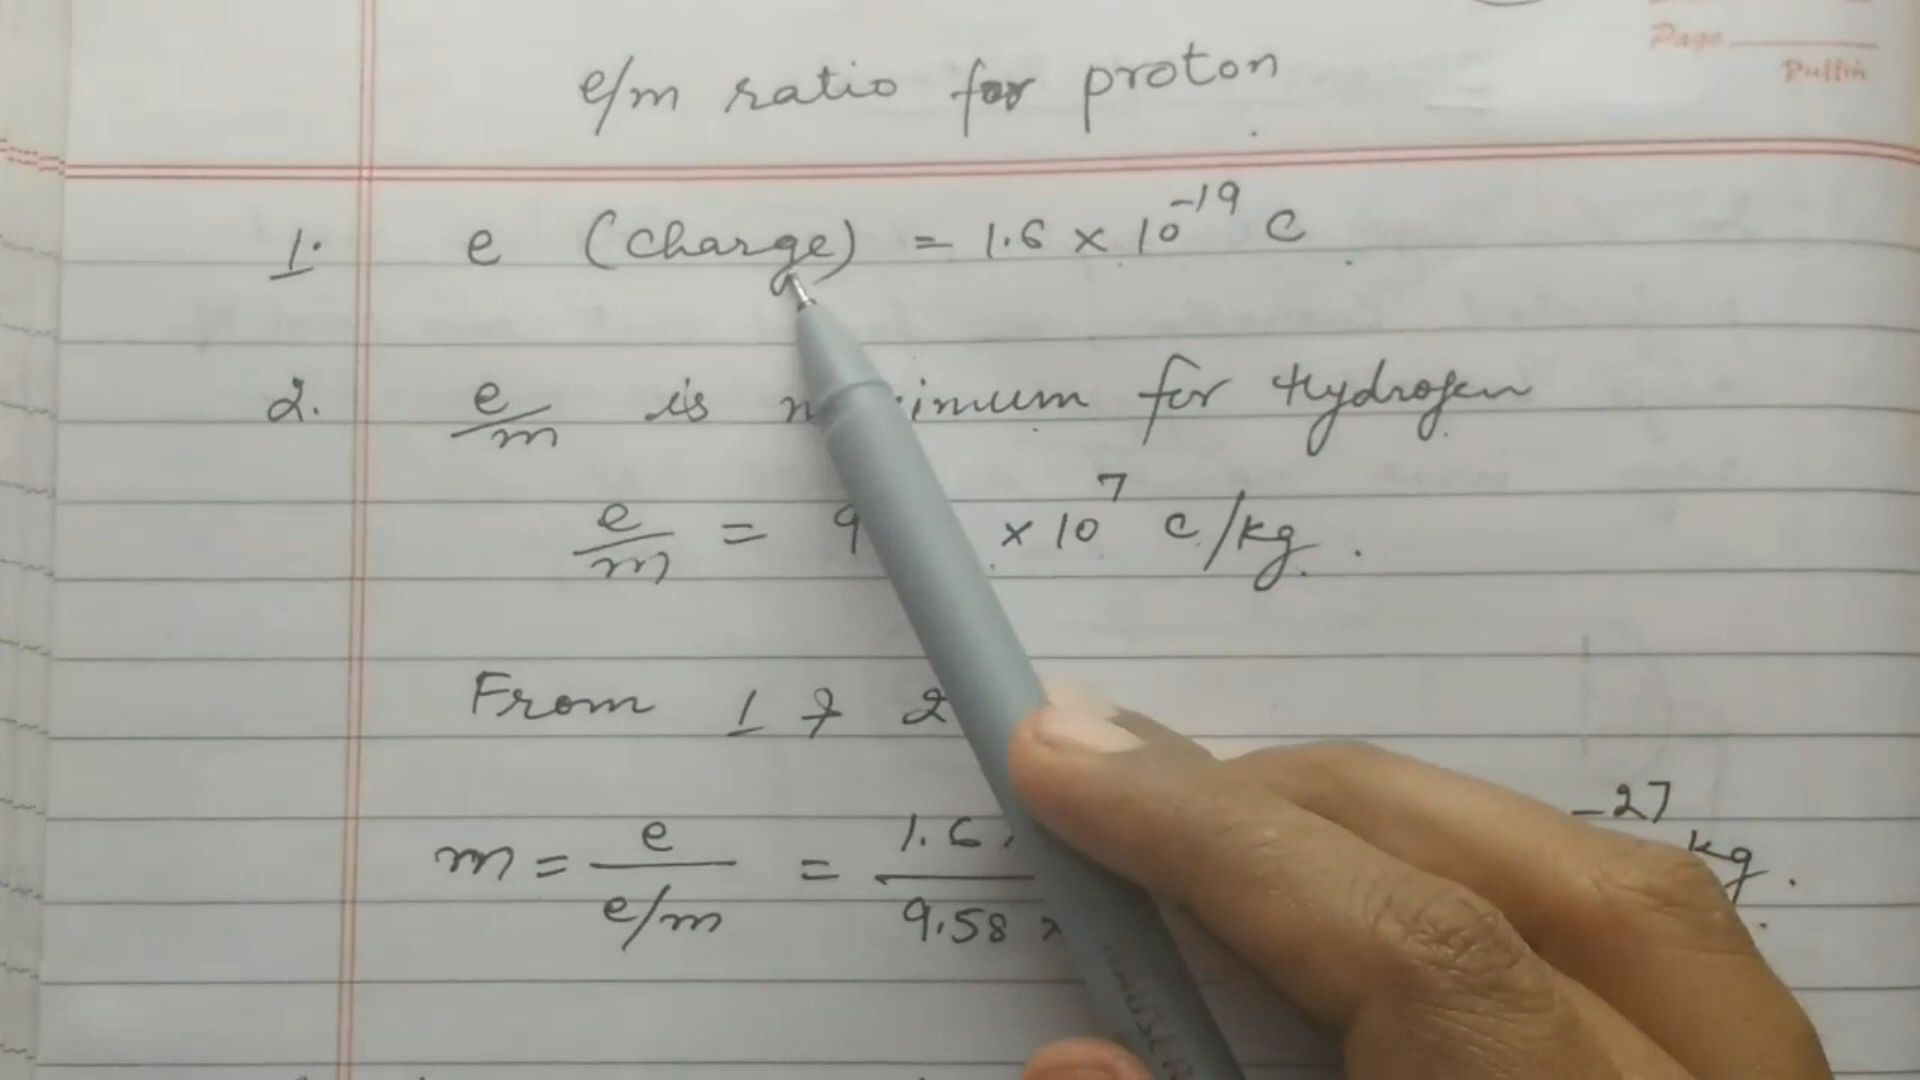 Page
Puffin
e/m ratio for proton
1. e (charge) = 1.6 × 10⁻¹⁹ C
2. e/m is for Hydrogen
e/m = 9 × 10⁷ C/kg.
From 1 & 2
m = e / e/m = 1.6 / 9.58 × ⁻²⁷ kg.